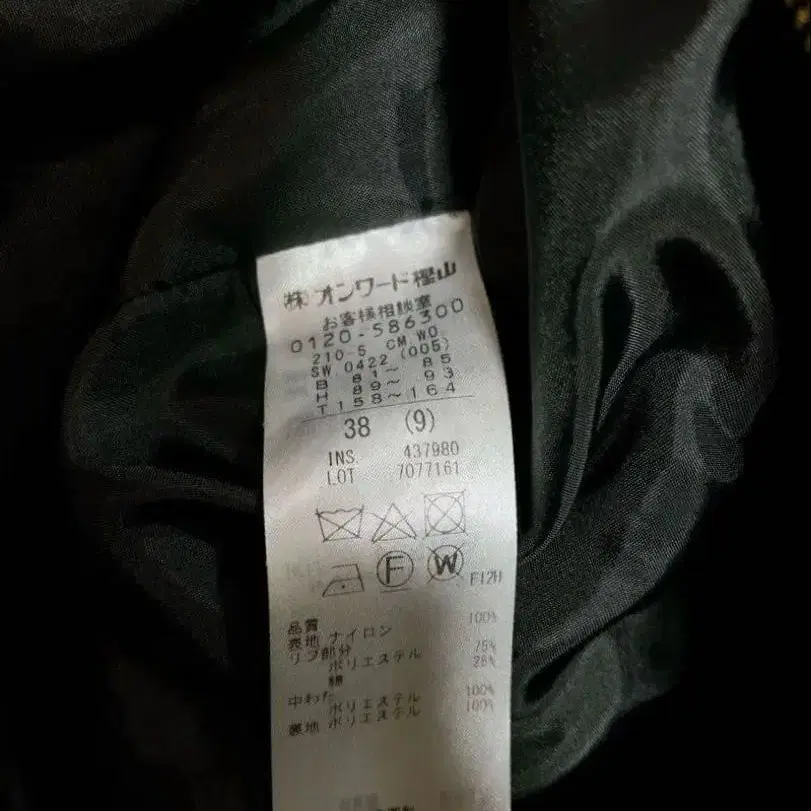 株オンワード樫山
お客様相談室
0120-586300
210-5 CM WO
SW 0422 (005)
B 81~ 85
H 89~ 93
T 158~164
38 (9)
INS. 437980
LOT 7077161
F
W
F12H
品質
表地 ナイロン 100%
リブ部分
ポリエステル 75%
綿 25%
中わた
ポリエステル 100%
裏地 ポリエステル 100%